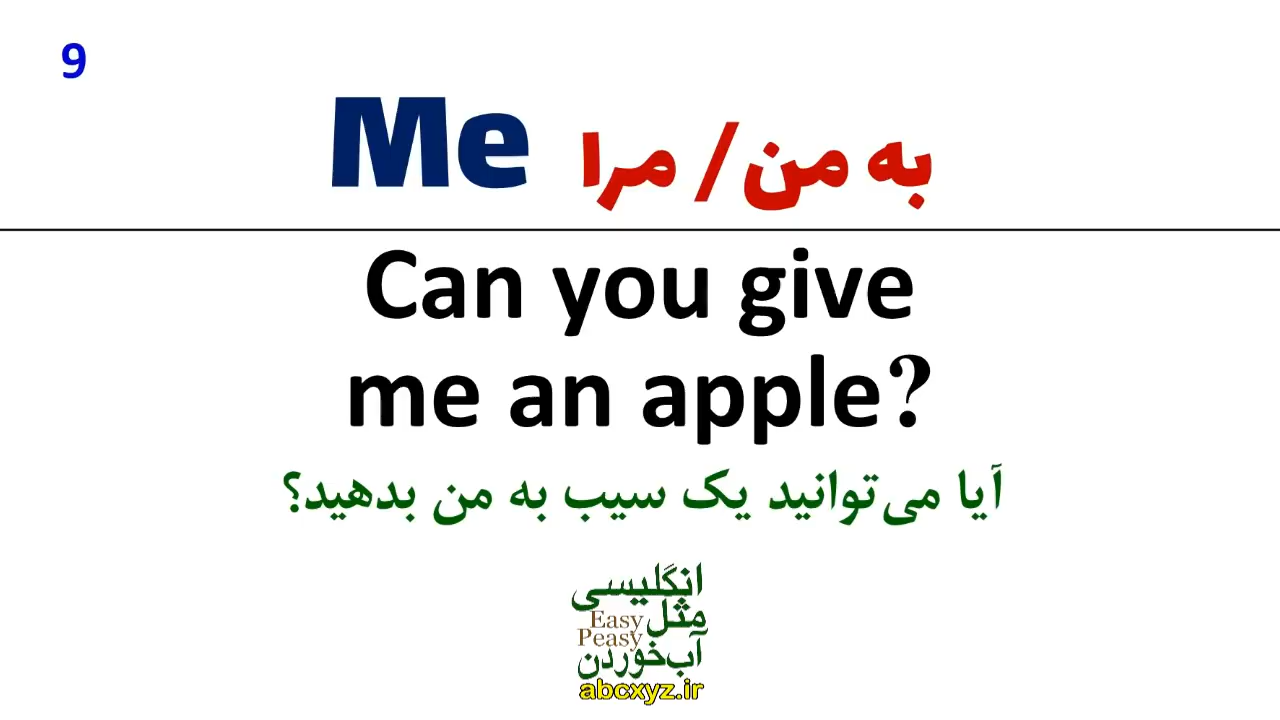 9
Me به من / مرا
Can you give
me an apple?
آیا می‌توانید یک سیب به من بدهید؟
انگلیسی
مثل
Easy
Peasy
آب‌خوردن
abcxyz.ir